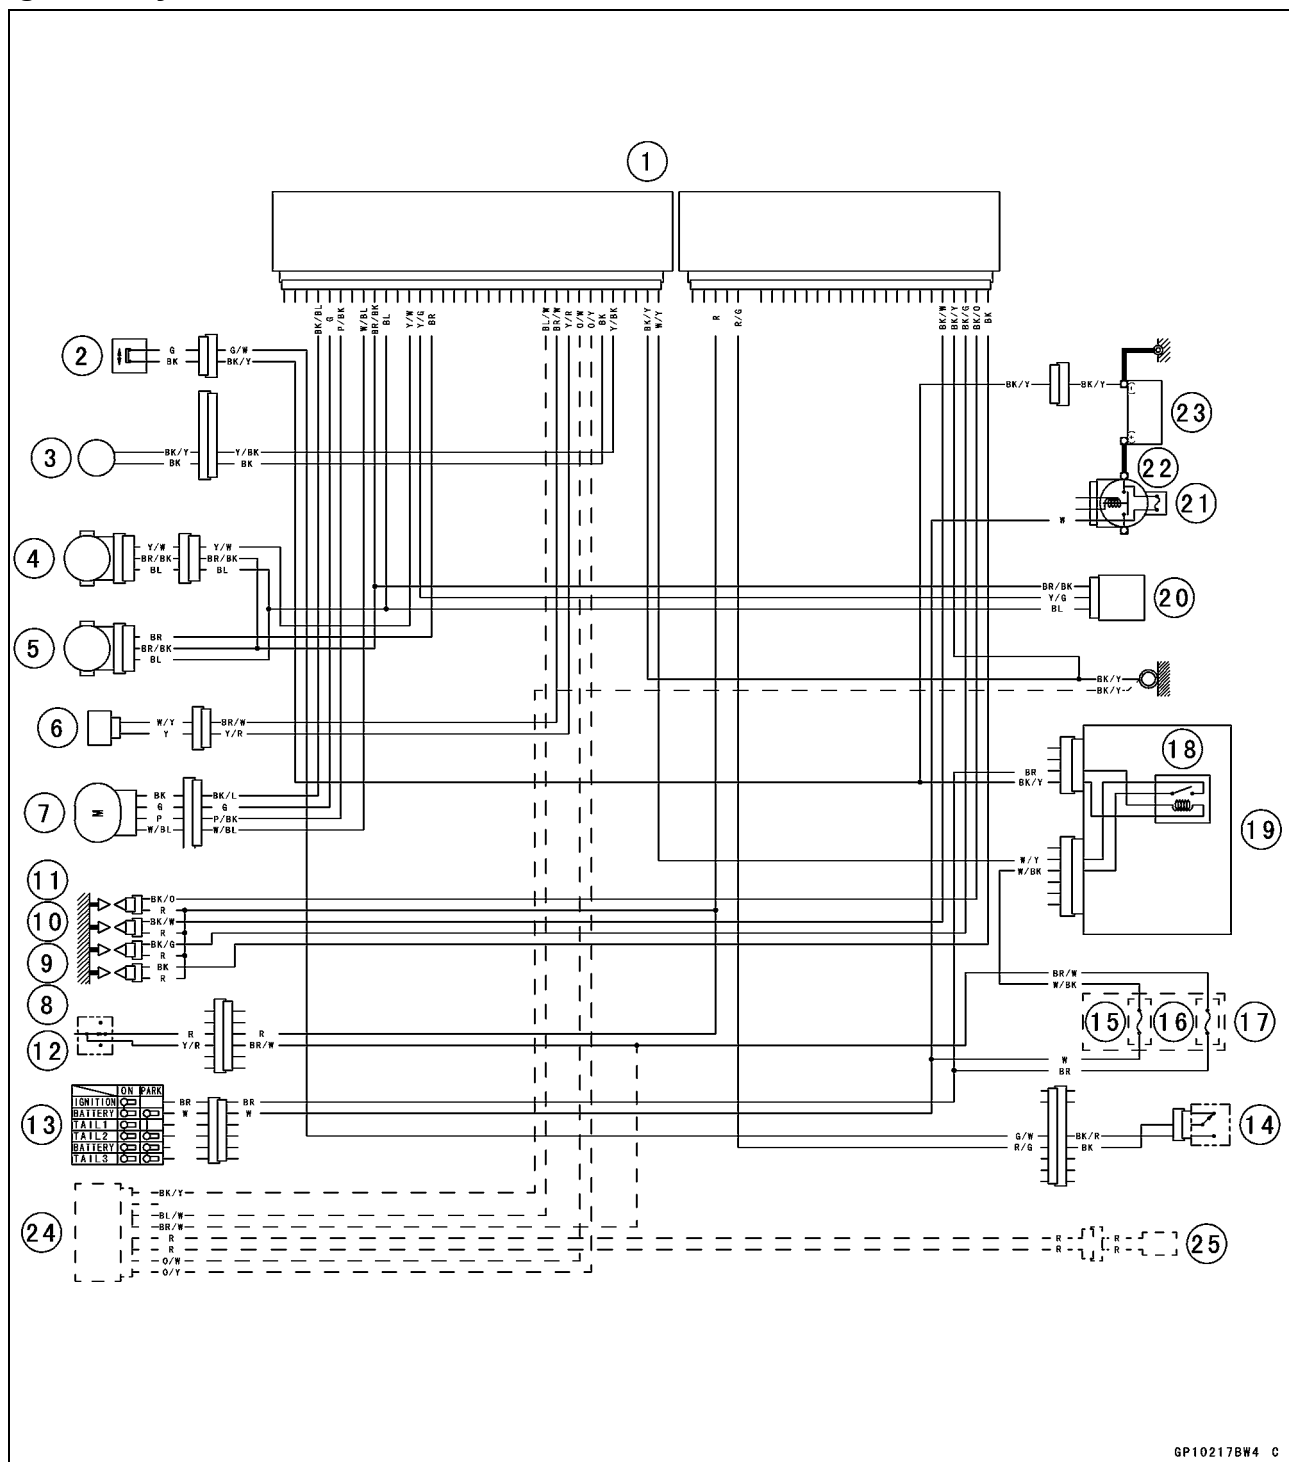 1
BK/BL
G
P/BK
W/BL
BR/BK
BL
Y/W
Y/G
BR
BL/W
BR/W
Y/R
O/W
O/Y
BK
Y/BK
BK/Y
W/Y
R
R/G
BK/W
BK/Y
BK/G
BK/O
BK
2 G G/W
BK BK/Y
BK/Y BK/Y
(-)
23
(+)
3 BK/Y Y/BK
BK BK
22
21
W
4 Y/W Y/W
BR/BK BR/BK
BL BL
BR/BK
Y/G
BL
20
5 BR
BR/BK
BL
BK/Y
BK/Y
6 W/Y BR/W
Y Y/R
18
BR
BK/Y
7 M BK BK/L
G G
P P/BK
W/BL W/BL
19
W/Y
W/BK
11 BK/O
R
10 BK/W
R
BK/G
9 R
BK
R
8
BR/W
W/BK
15 16 17
12 R R
Y/R BR/W
W
BR
ON PARK
IGNITION BR BR
BATTERY W W
13 TAIL1
TAIL2
BATTERY
TAIL3
G/W BK/R
R/G BK
14
24 BK/Y
BL/W
BR/W
R
R
O/W
O/Y
R R
R R
25
GP10217BW4 C